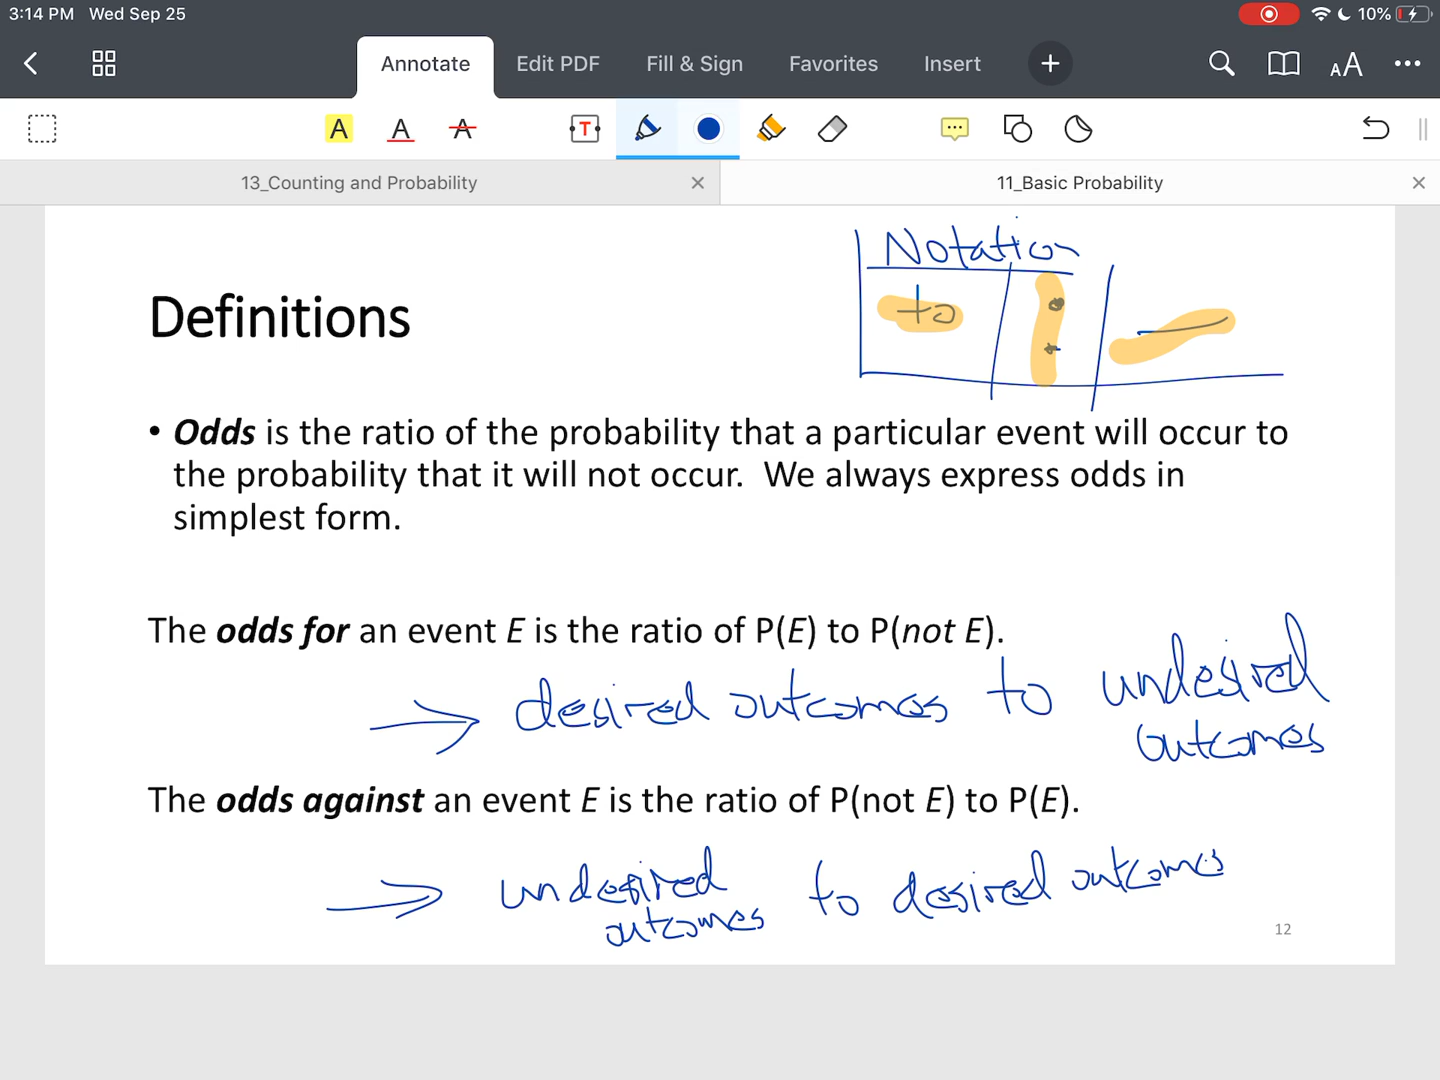 3:14 PM Wed Sep 25 10%
Annotate Edit PDF Fill & Sign Favorites Insert
A A A T
13_Counting and Probability 11_Basic Probability
Notation
to : —
Definitions
• Odds is the ratio of the probability that a particular event will occur to
the probability that it will not occur. We always express odds in
simplest form.
The odds for an event E is the ratio of P(E) to P(not E).
→ desired outcomes to undesired
outcomes
The odds against an event E is the ratio of P(not E) to P(E).
→ undesired to desired outcomes
outcomes
12